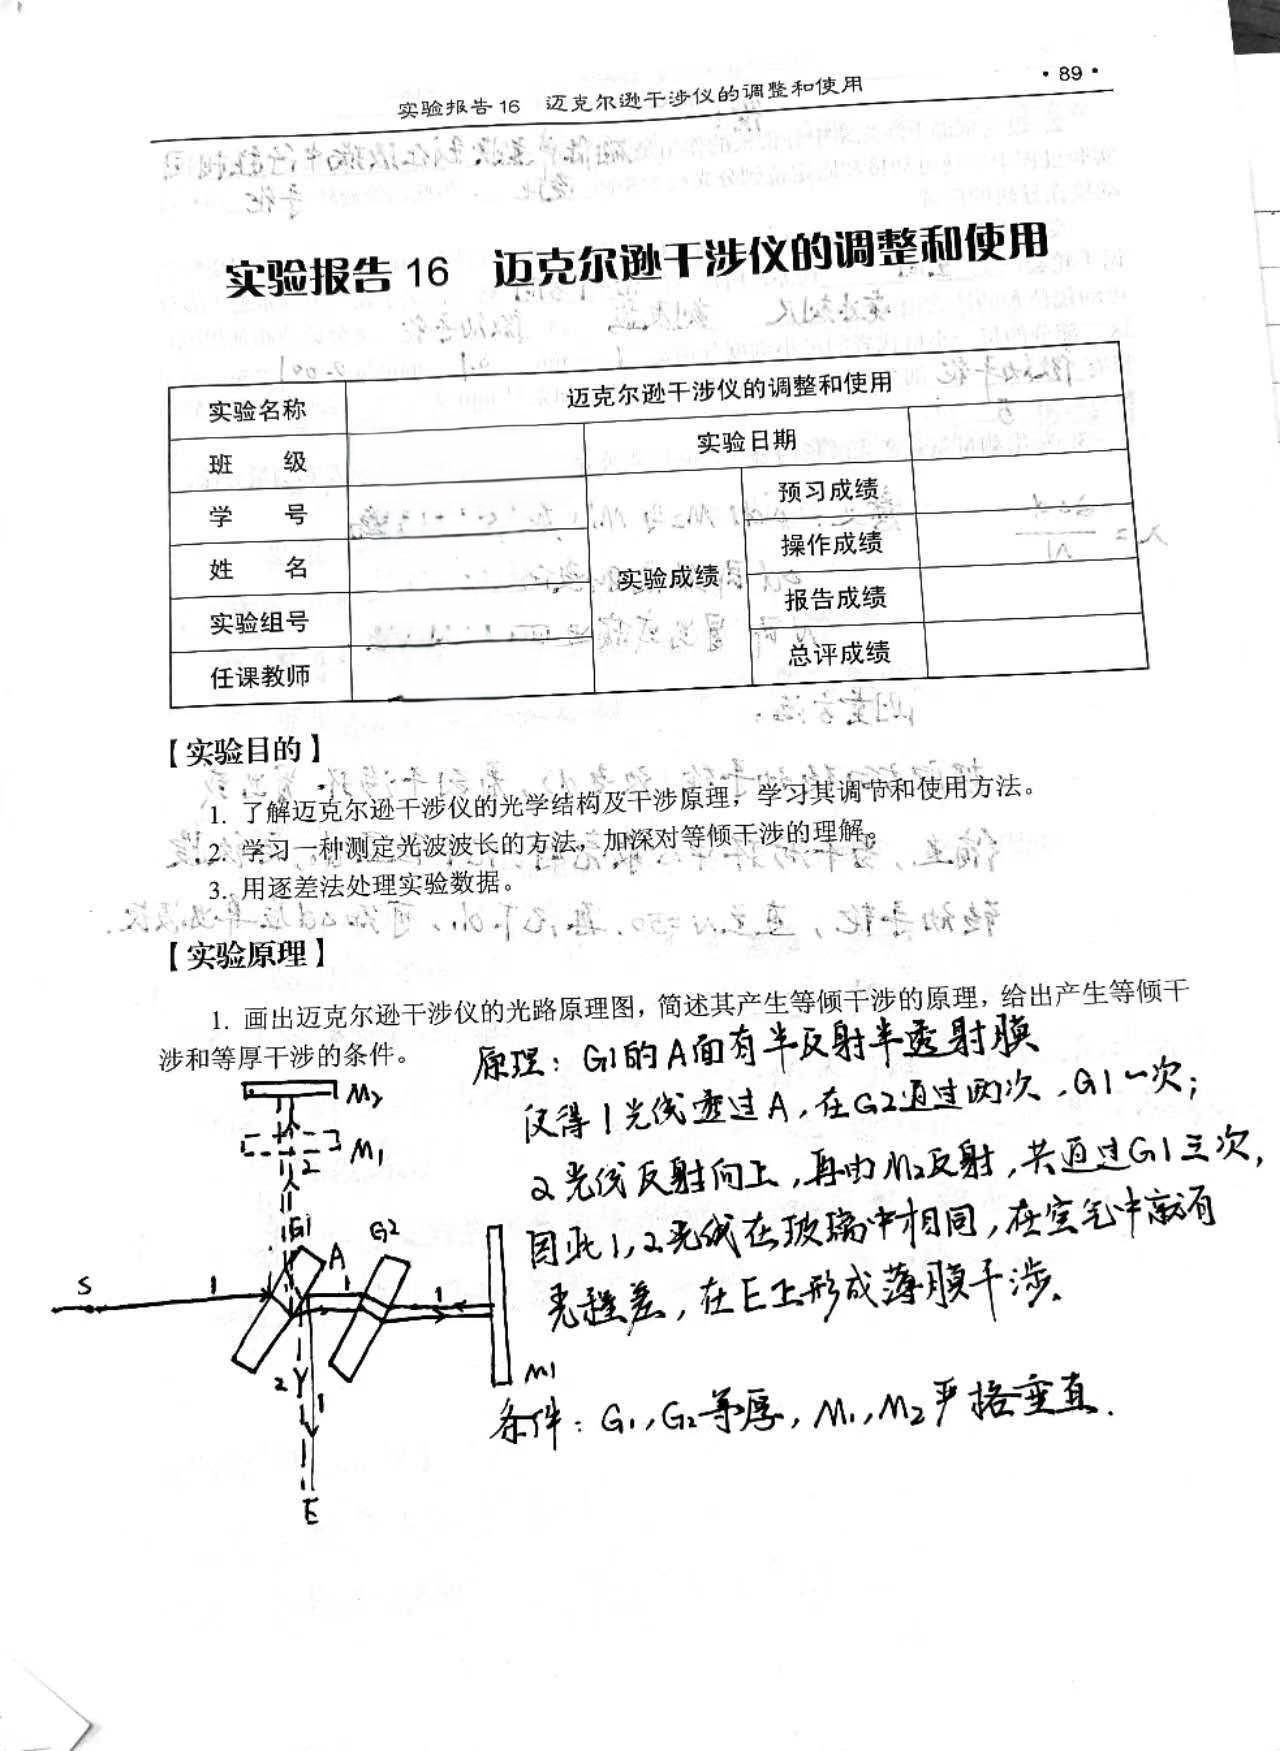 实验报告16 迈克尔逊干涉仪的调整和使用
·89·
实验报告16 迈克尔逊干涉仪的调整和使用
实验名称 迈克尔逊干涉仪的调整和使用
班 级 实验日期
学 号 实验成绩 预习成绩
姓 名 操作成绩
实验组号 报告成绩
任课教师 总评成绩
【实验目的】
1. 了解迈克尔逊干涉仪的光学结构及干涉原理，学习其调节和使用方法。
2. 学习一种测定光波波长的方法，加深对等倾干涉的理解。
3. 用逐差法处理实验数据。
【实验原理】
1. 画出迈克尔逊干涉仪的光路原理图，简述其产生等倾干涉的原理，给出产生等倾干
涉和等厚干涉的条件。
原理：G1的A面有半反射半透射膜
仅得1光线透过A，在G2通过两次，G1一次；
2光线反射向上，再由M2反射，共通过G1三次，
因此1,2光线在玻璃中相同，在空气中就有
光程差，在E上形成薄膜干涉.
条件：G1,G2等厚，M1,M2严格垂直.
M2
M1
2
G1
G2
A
S
1
1
1
M1
2
1
E